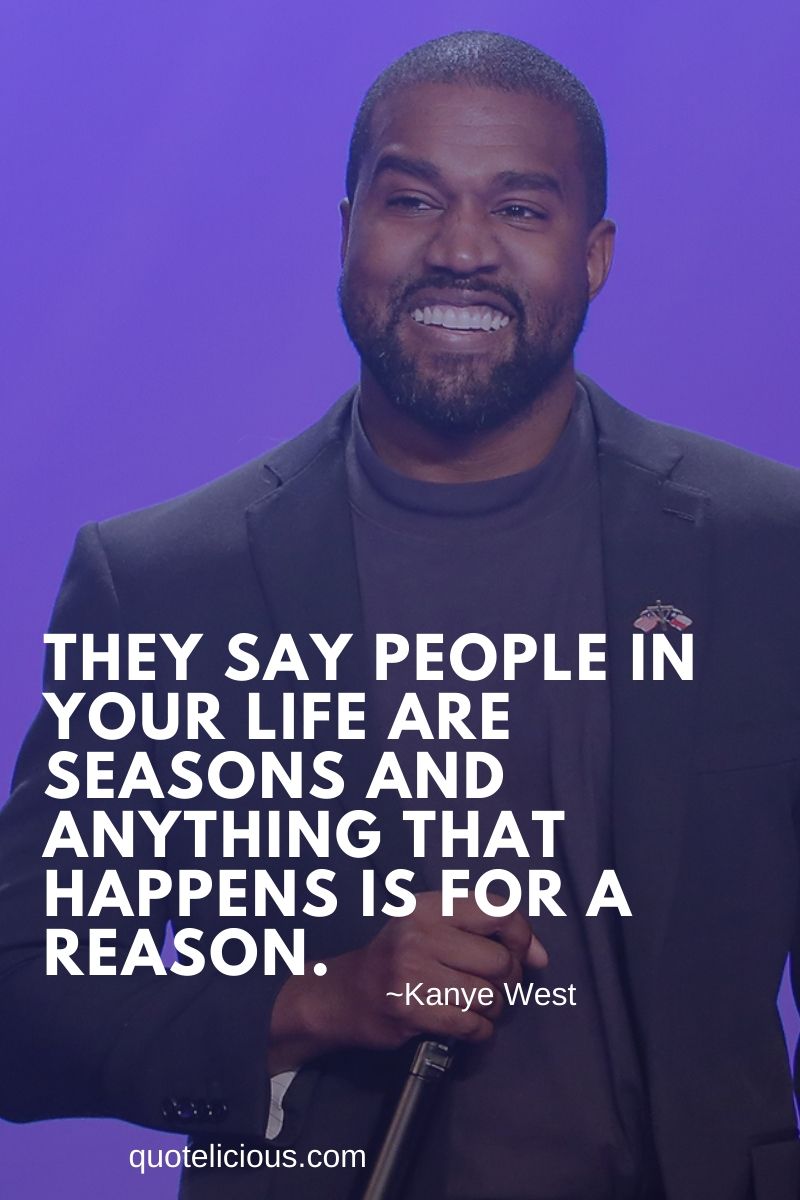 THEY SAY PEOPLE IN
YOUR LIFE ARE
SEASONS AND
ANYTHING THAT
HAPPENS IS FOR A
REASON.
~Kanye West
quotelicious.com